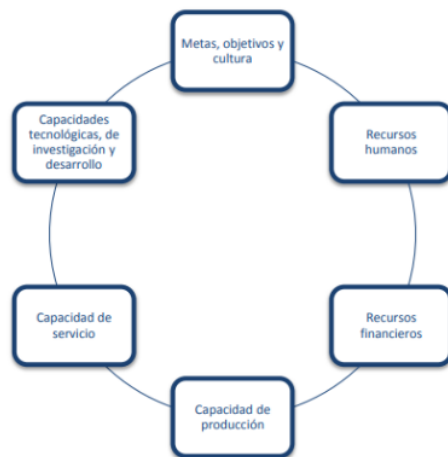 Metas, objetivos y
cultura
Capacidades
tecnológicas, de
investigación y
desarrollo
Recursos
humanos
Capacidad de
servicio
Recursos
financieros
Capacidad de
producción